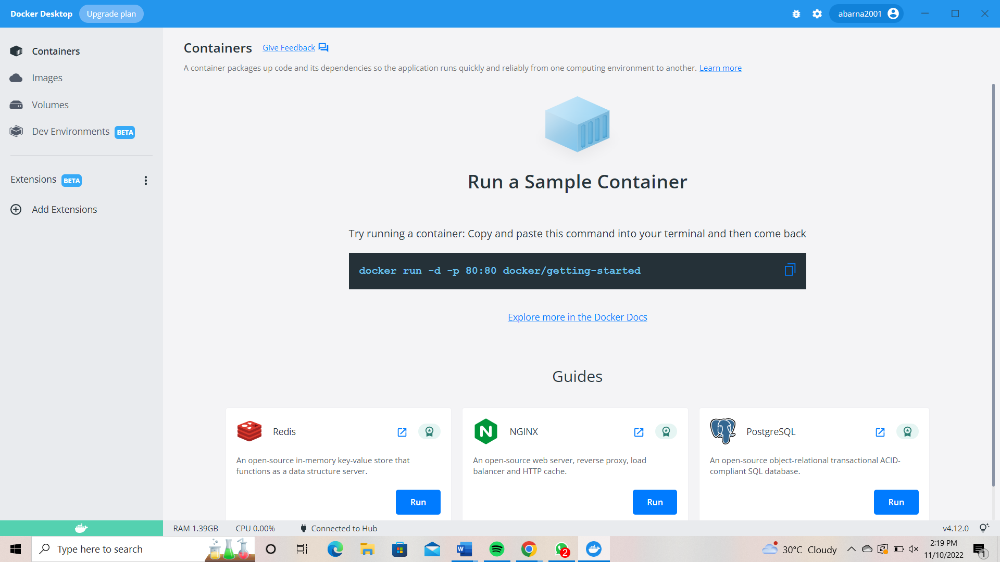 Docker Desktop
Upgrade plan
abarna2001
Containers
Images
Volumes
Dev Environments BETA
Extensions BETA
Add Extensions
Containers
Give Feedback
A container packages up code and its dependencies so the application runs quickly and reliably from one computing environment to another. Learn more
Run a Sample Container
Try running a container: Copy and paste this command into your terminal and then come back
docker run -d -p 80:80 docker/getting-started
Explore more in the Docker Docs
Guides
Redis
An open-source in-memory key-value store that
functions as a data structure server.
Run
NGINX
An open-source web server, reverse proxy, load
balancer and HTTP cache.
Run
PostgreSQL
An open-source object-relational transactional ACID-
compliant SQL database.
Run
RAM 1.39GB
CPU 0.00%
Connected to Hub
v4.12.0
Type here to search
W
2
30°C Cloudy
2:19 PM
11/10/2022
1